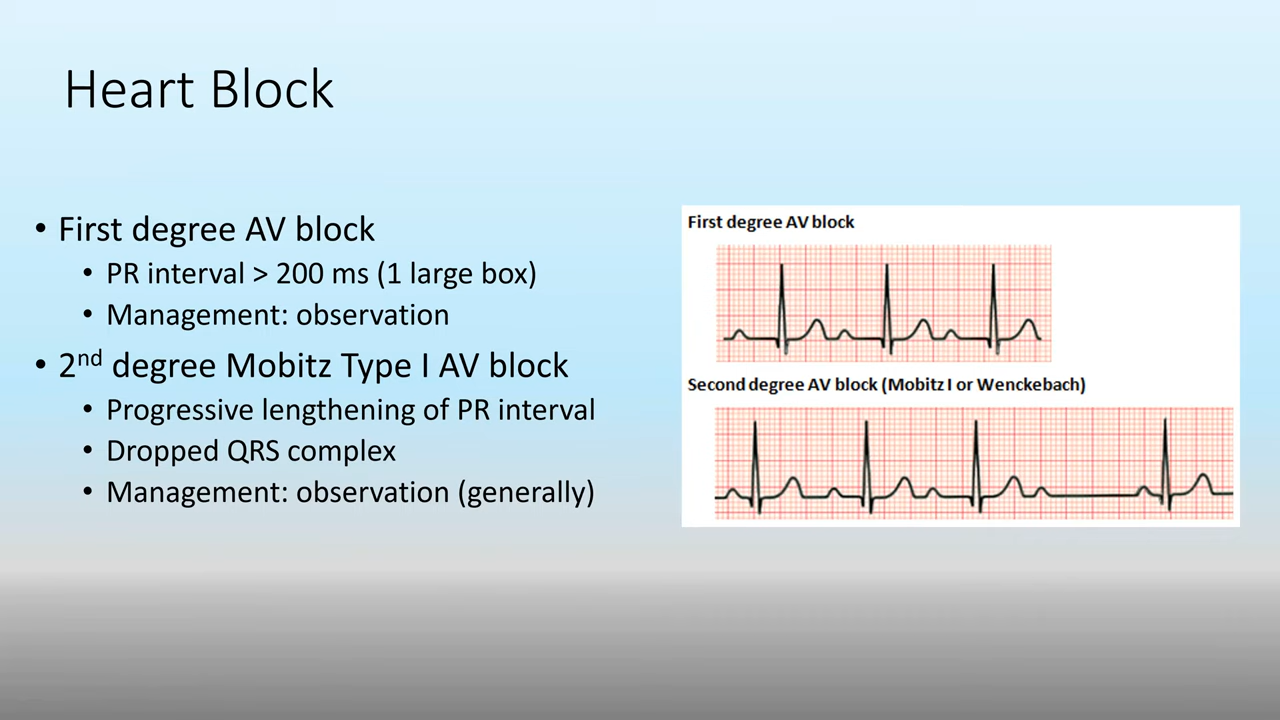 Heart Block
• First degree AV block
• PR interval > 200 ms (1 large box)
• Management: observation
• 2nd degree Mobitz Type I AV block
• Progressive lengthening of PR interval
• Dropped QRS complex
• Management: observation (generally)
First degree AV block
Second degree AV block (Mobitz I or Wenckebach)